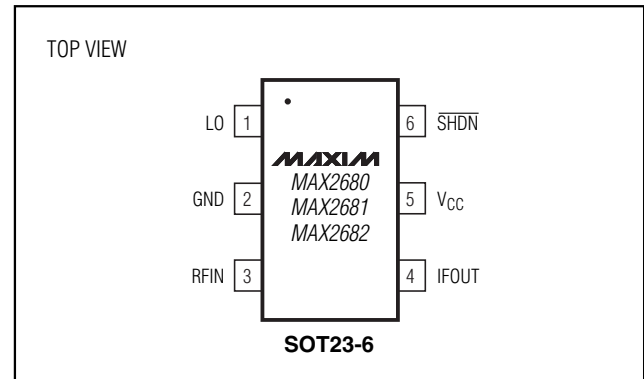 TOP VIEW
LO 1
6 SHDN
MAXIM
MAX2680
GND 2
MAX2681
5 VCC
MAX2682
RFIN 3
4 IFOUT
SOT23-6